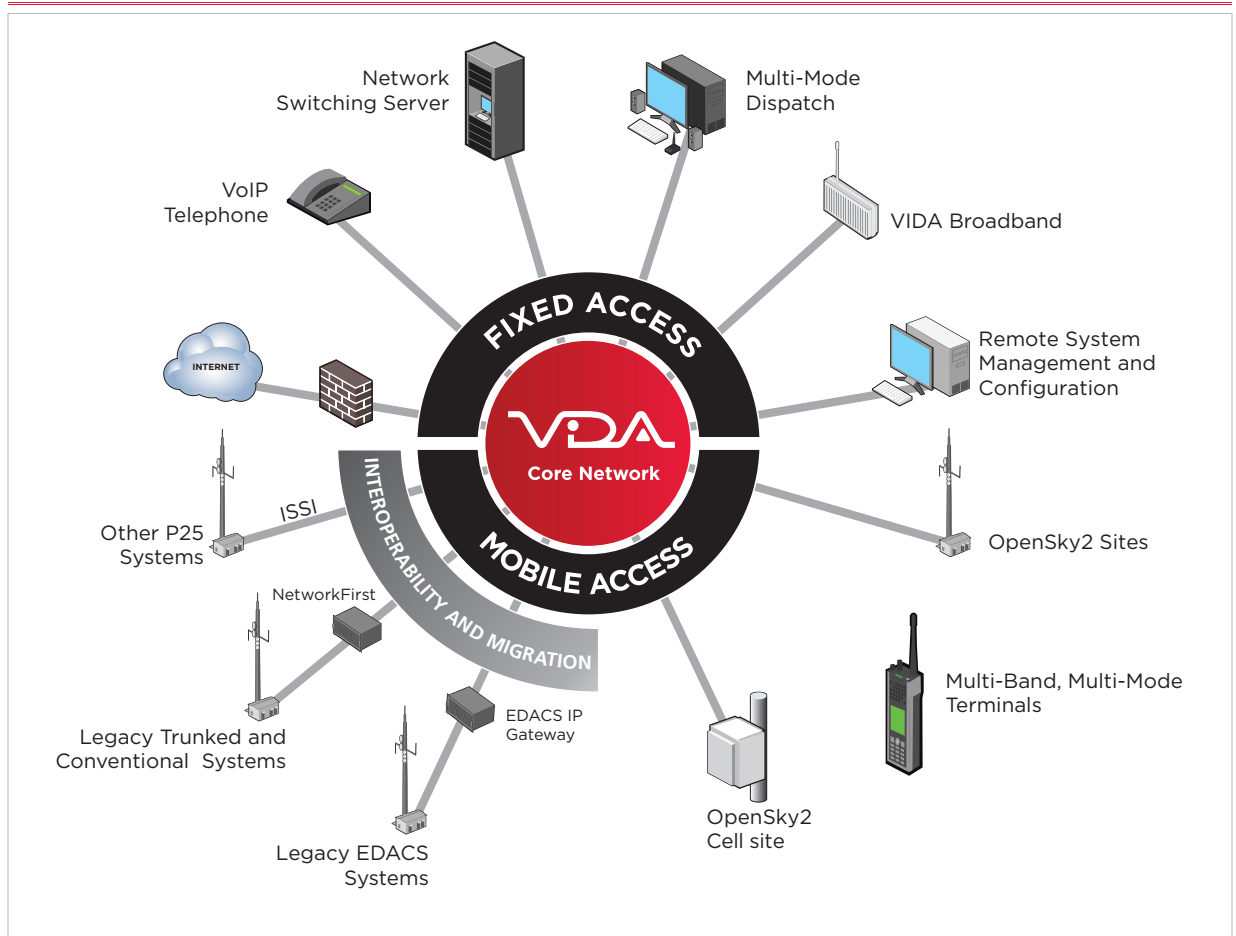 Network
Switching Server
Multi-Mode
Dispatch
VoIP
Telephone
VIDA Broadband
FIXED ACCESS
INTERNET
Remote System
Management and
Configuration
ViDA
Core Network
MOBILE ACCESS
INTEROPERABILITY AND MIGRATION
ISSI
Other P25
Systems
OpenSky2 Sites
NetworkFirst
Multi-Band, Multi-Mode
Terminals
EDACS IP
Gateway
Legacy Trunked and
Conventional Systems
OpenSky2
Cell site
Legacy EDACS
Systems